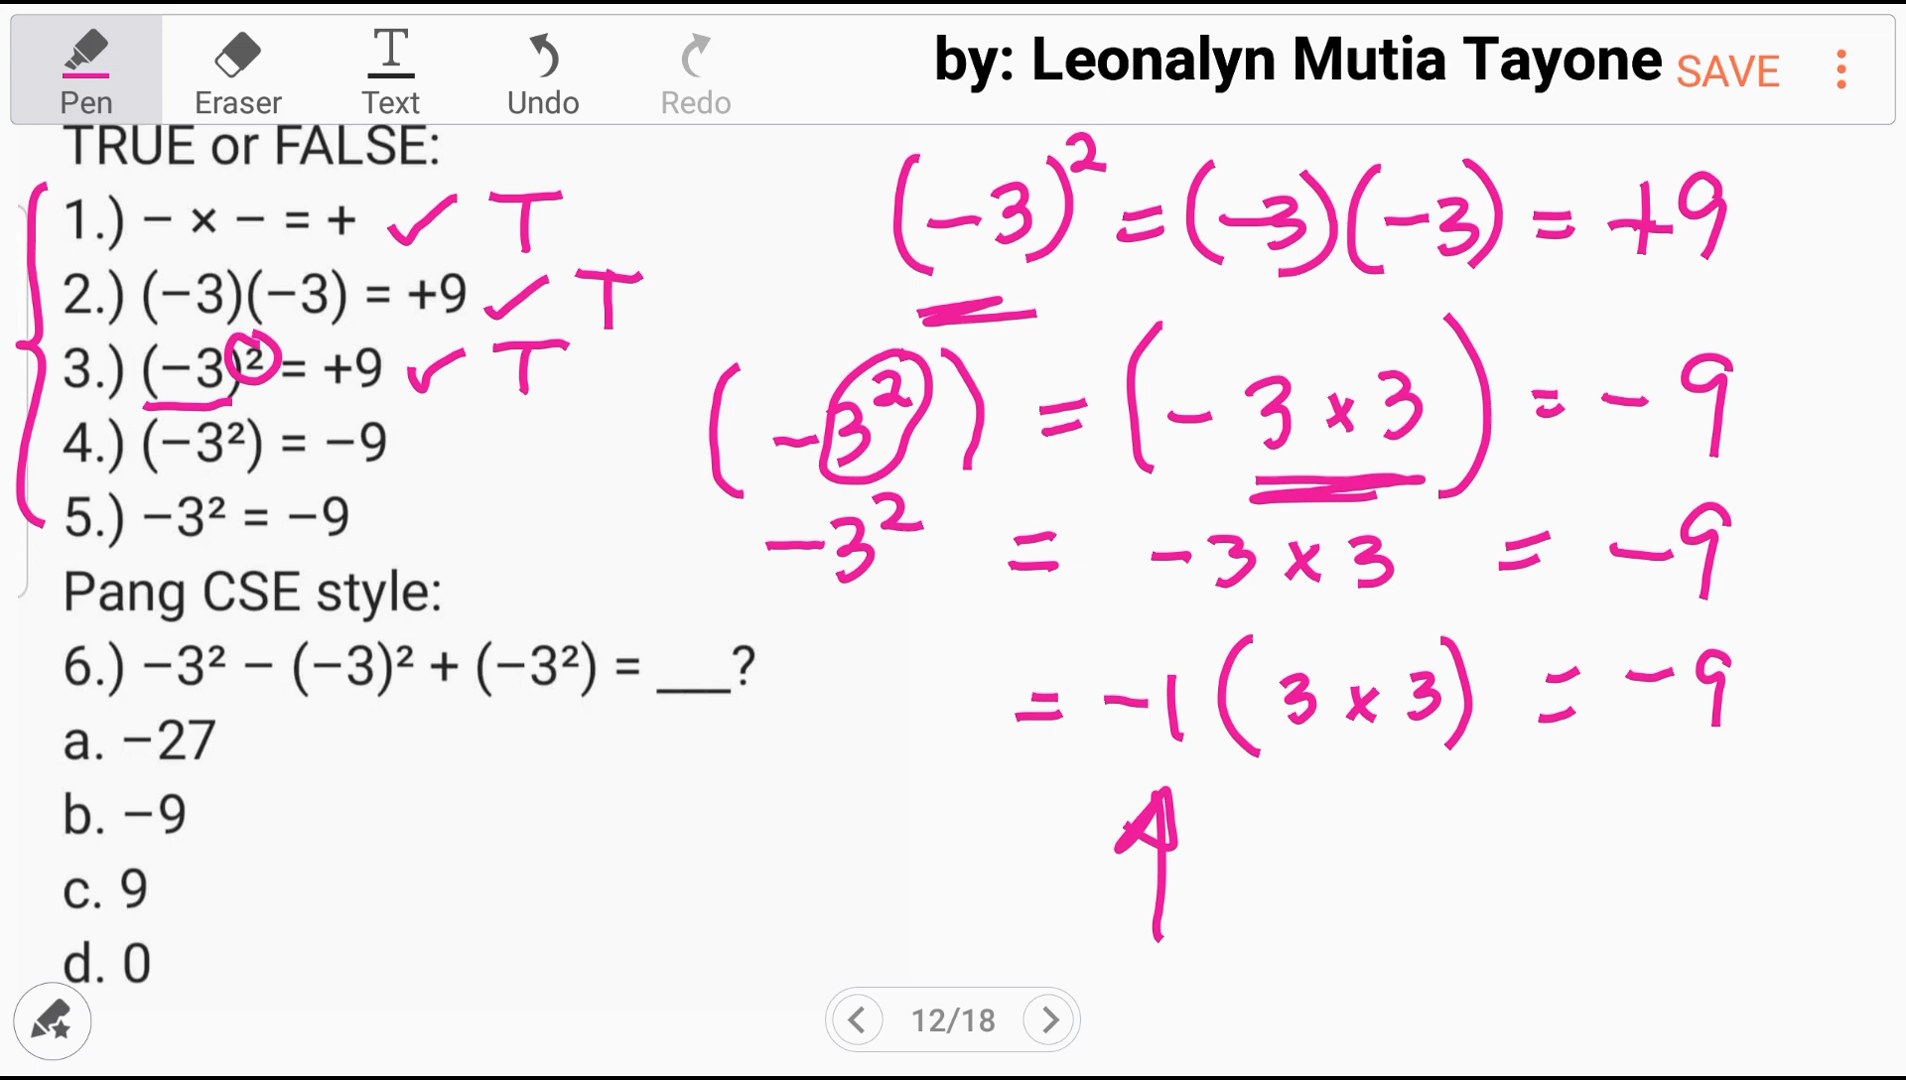 Pen Eraser Text Undo Redo by: Leonalyn Mutia Tayone SAVE
TRUE or FALSE:
1.) − × − = + ✓ T
2.) (−3)(−3) = +9 ✓ T
3.) (−3)² = +9 ✓ T
4.) (−3²) = −9
5.) −3² = −9
Pang CSE style:
6.) −3² − (−3)² + (−3²) = ___?
a. −27
b. −9
c. 9
d. 0
(−3)² = (−3)(−3) = +9
(−3²) = (−3 × 3) = −9
−3² = −3 × 3 = −9
= −1(3 × 3) = −9
12/18